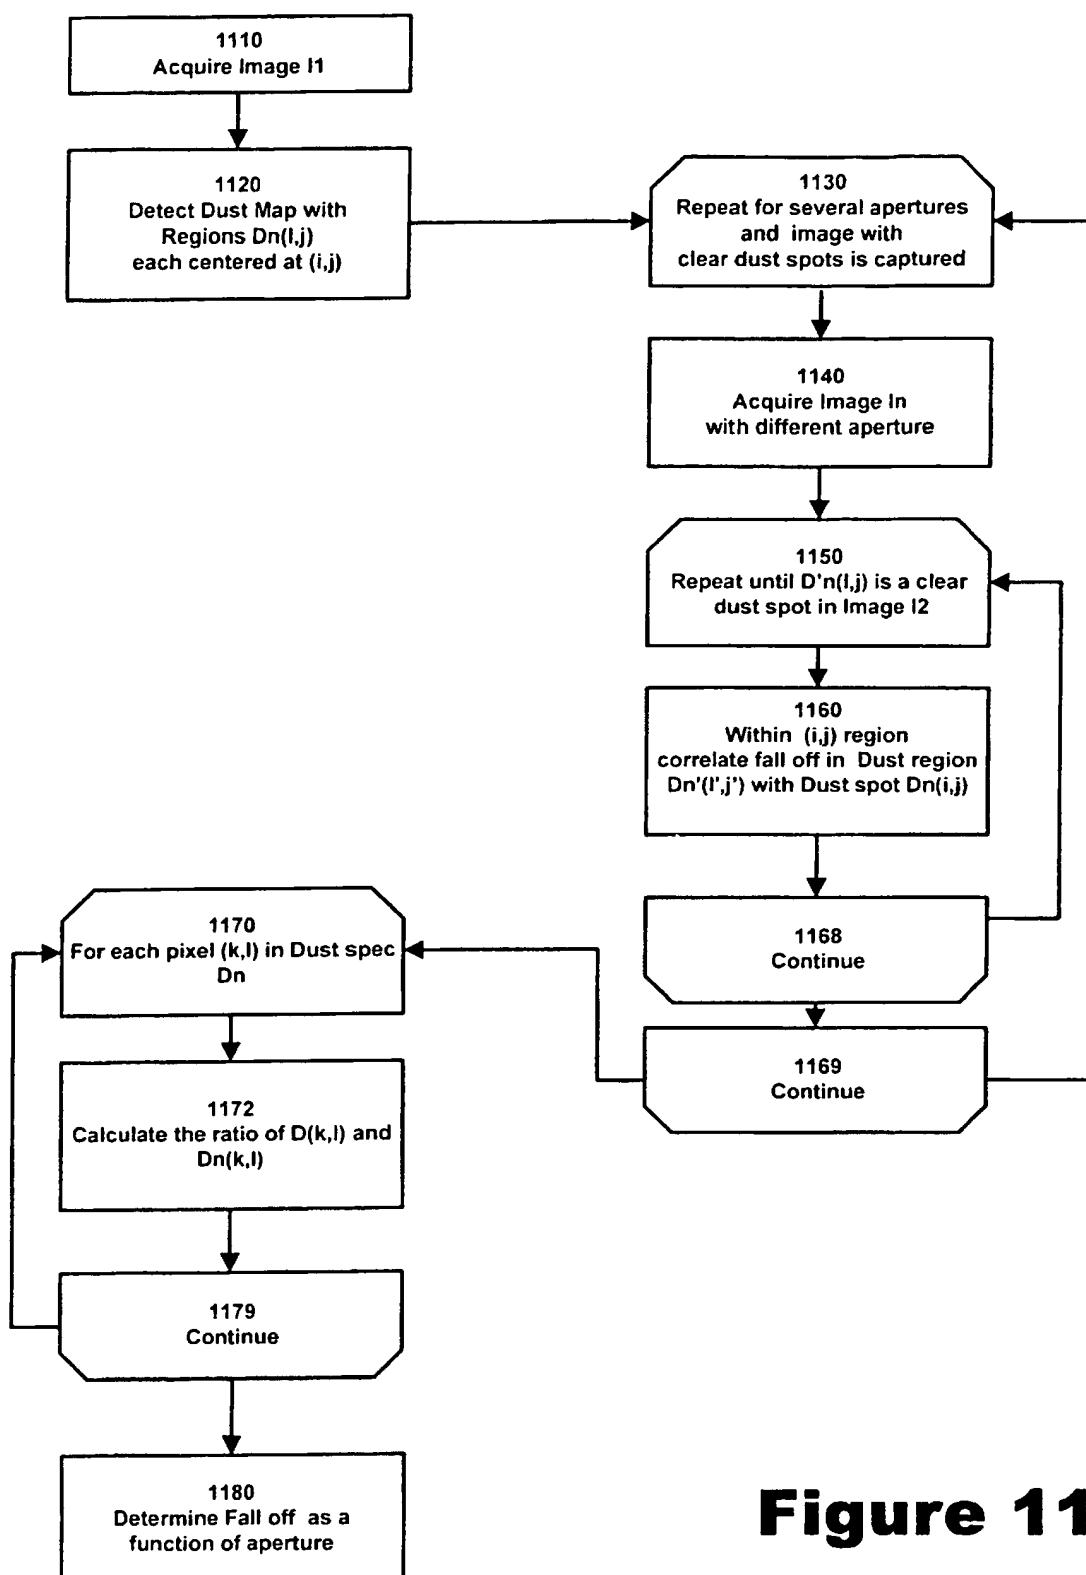 1110
Acquire Image I1
1120
Detect Dust Map with
Regions Dn(I,j)
each centered at (i,j)
1130
Repeat for several apertures
and image with
clear dust spots is captured
1140
Acquire Image In
with different aperture
1150
Repeat until D'n(I,j) is a clear
dust spot in Image I2
1160
Within (i,j) region
correlate fall off in Dust region
Dn'(I',j') with Dust spot Dn(i,j)
1168
Continue
1169
Continue
1170
For each pixel (k,l) in Dust spec
Dn
1172
Calculate the ratio of D(k,l) and
Dn(k,l)
1179
Continue
1180
Determine Fall off as a
function of aperture
Figure 11